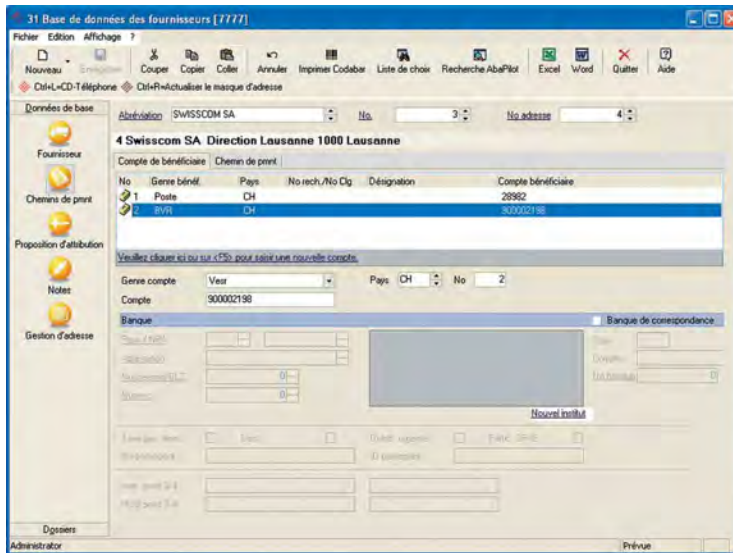 31 Base de données des fournisseurs [7777]
Fichier Edition Affichage ?
Nouveau Enregistrer Couper Copier Coller Annuler Imprimer Codabar Liste de choix Recherche AbaPilot Excel Word Quitter Aide
Ctrl+L=CD-Téléphone Ctrl+R=Actualiser le masque d'adresse
Données de base
Abréviation SWISSCOM SA No. 3 No adresse 4
4 Swisscom SA Direction Lausanne 1000 Lausanne
Fournisseur
Compte de bénéficiaire Chemin de pmnt
No Genre bénéf. Pays No rech./No Clg Désignation Compte bénéficiaire
1 Poste CH 28982
2 BVR CH 900002198
Chemins de pmnt
Proposition d'attribution
Veuillez cliquer ici ou sur <F5> pour saisir une nouvelle compte.
Genre compte Vesr Pays CH No 2
Compte 900002198
Notes
Banque Banque de correspondance
Gestion d'adresse
0
0
Nouvel institut
Dossiers
Administrator Prévue